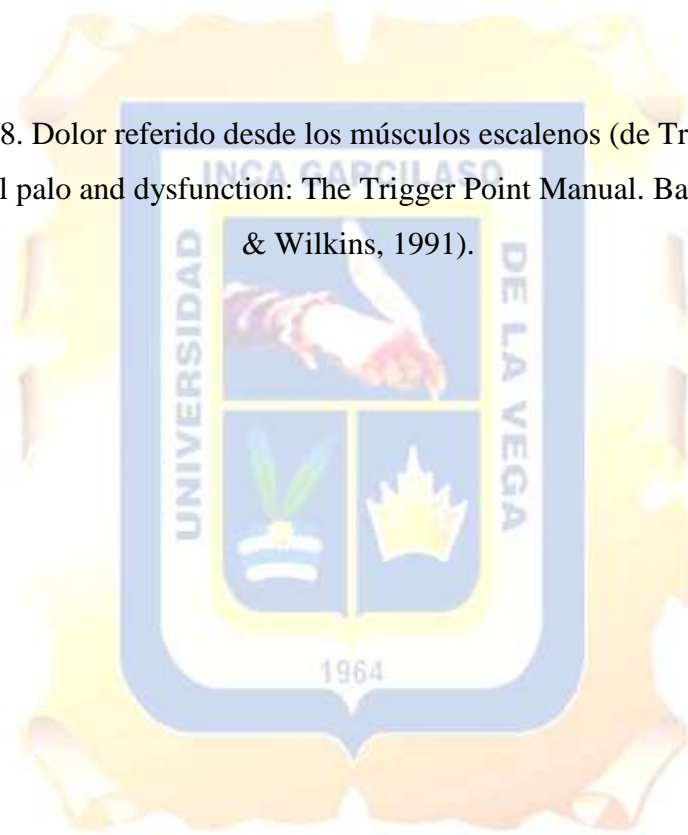 8. Dolor referido desde los músculos escalenos (de Tr
l palo and dysfunction: The Trigger Point Manual. Ba
& Wilkins, 1991).
INCA GARCILASO
UNIVERSIDAD
DE LA VEGA
1964